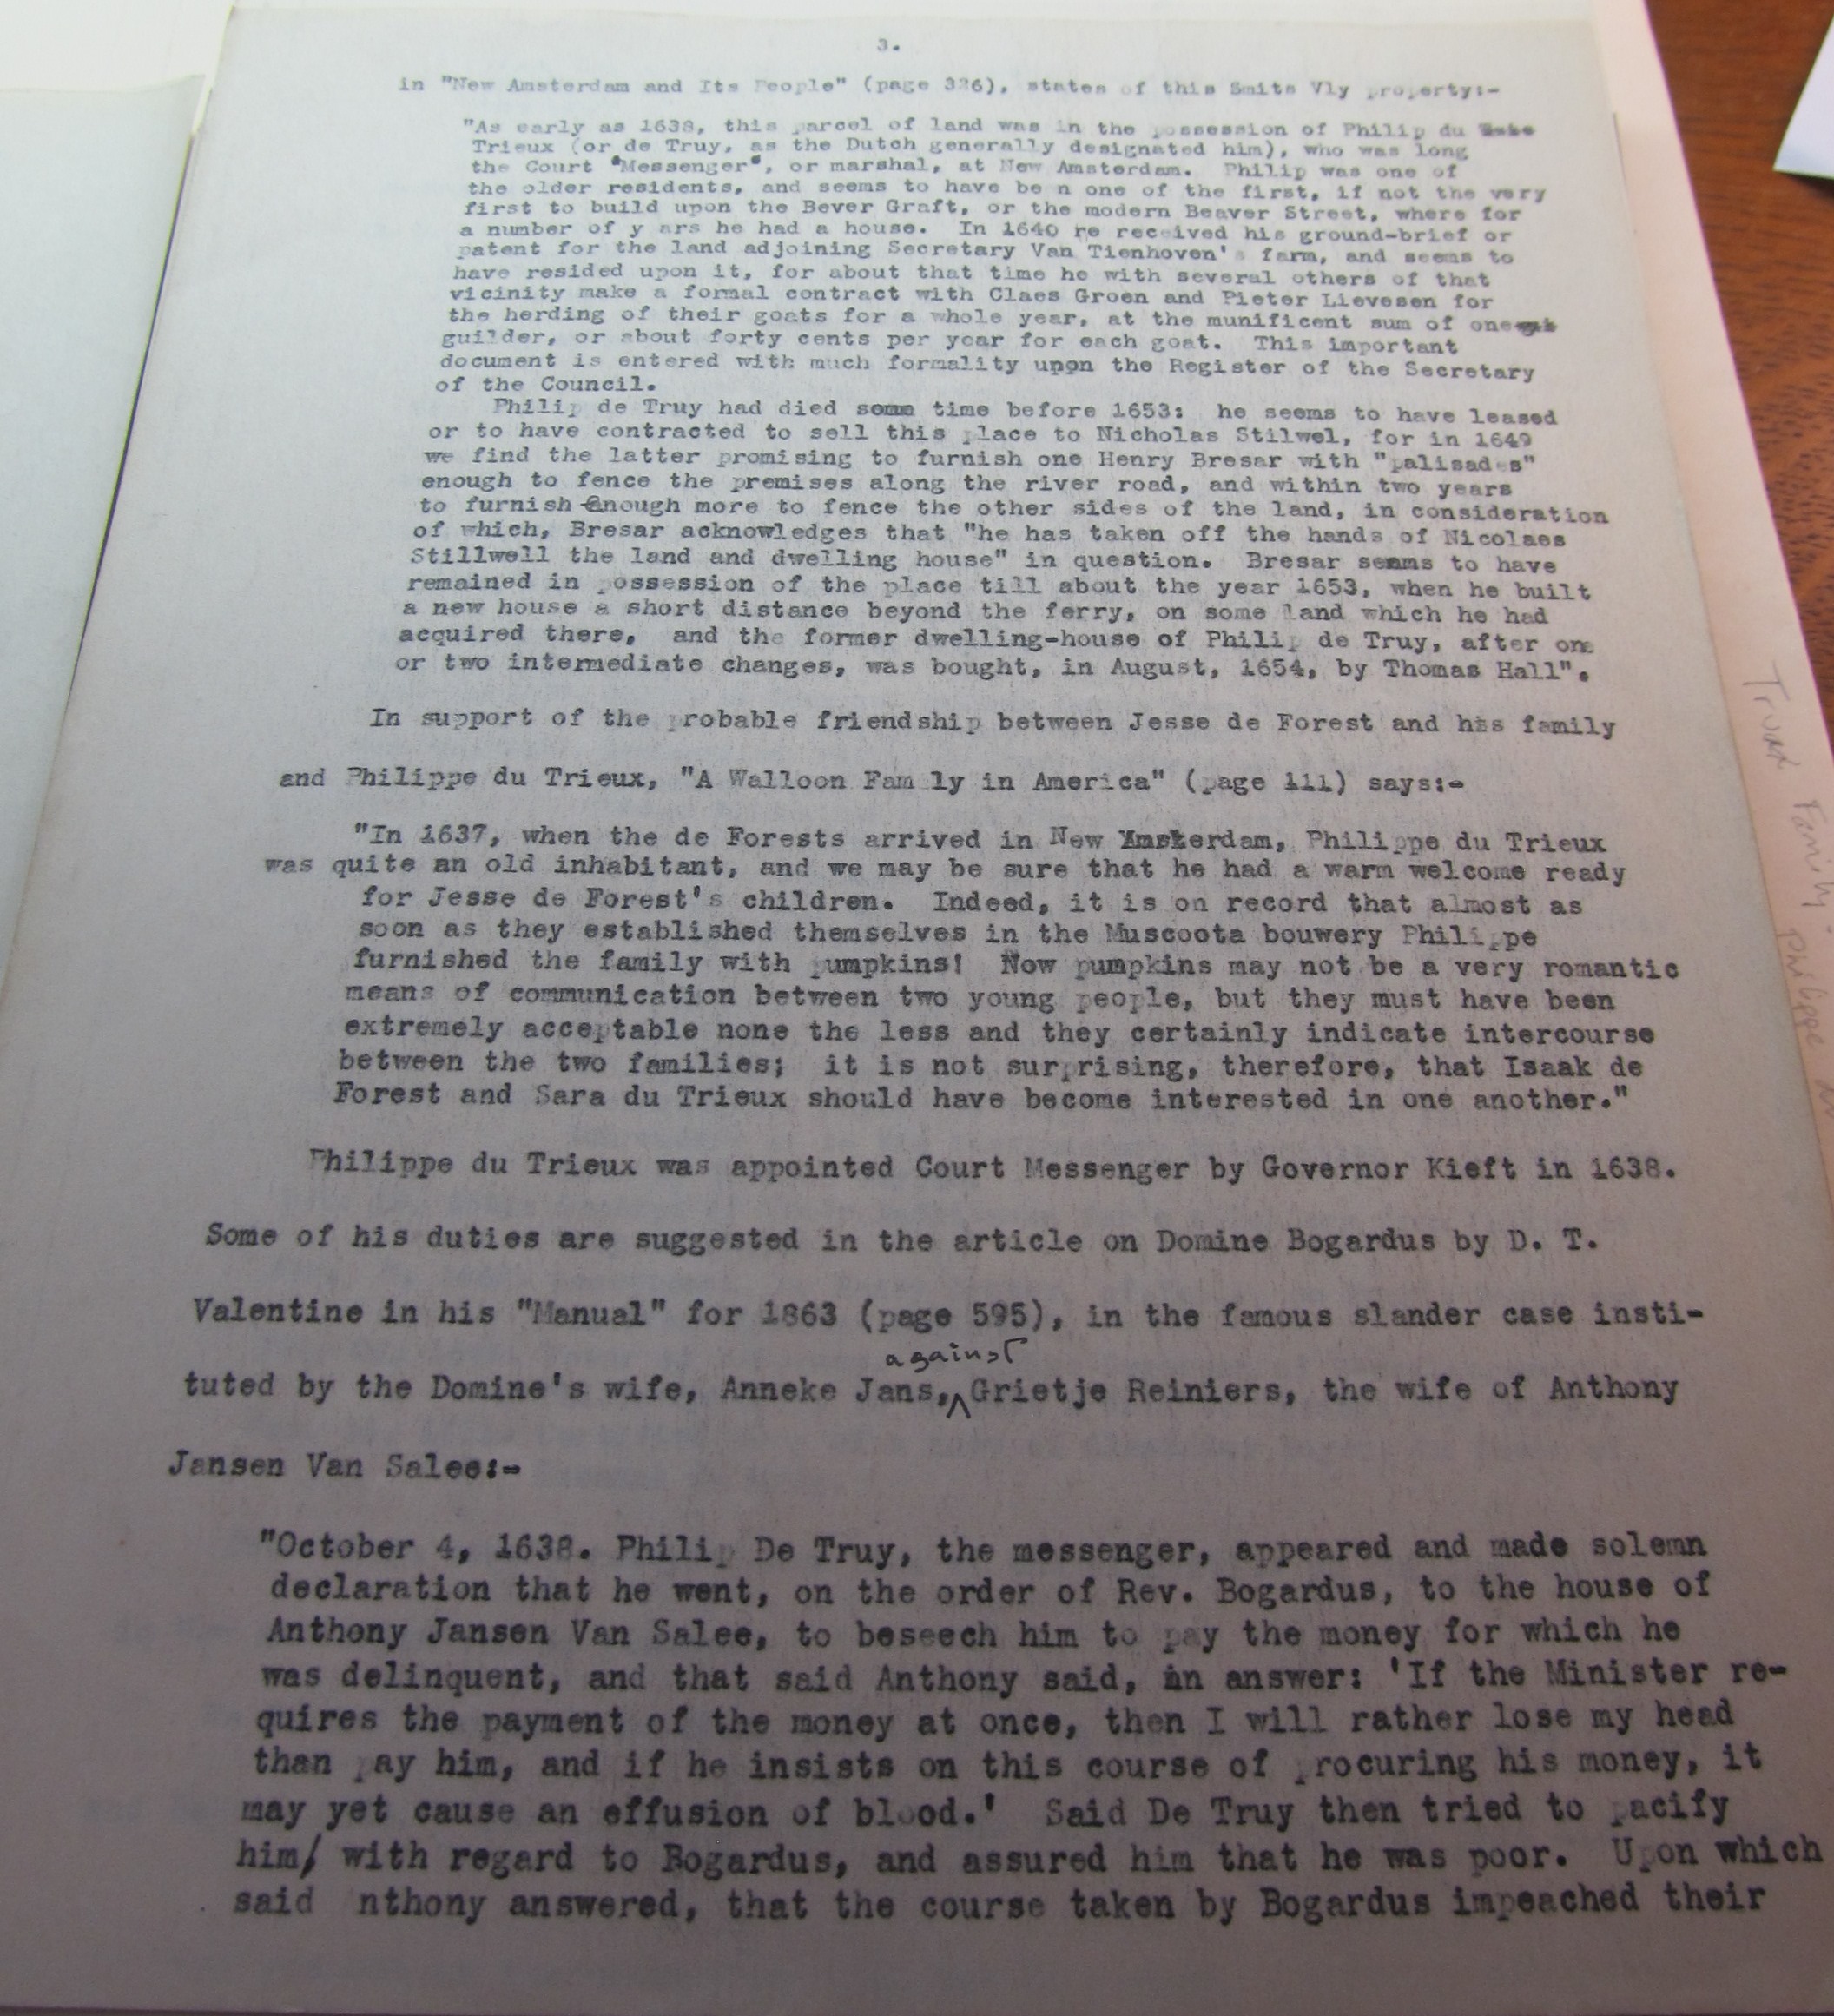 3.
in "New Amsterdam and Its People" (page 326), states of this Smits Vly property:-
"As early as 1638, this parcel of land was in the possession of Philip du
Trieux (or de Truy, as the Dutch generally designated him), who was long
the Court "Messenger", or marshal, at New Amsterdam. Philip was one of
the older residents, and seems to have be n one of the first, if not the very
first to build upon the Bever Graft, or the modern Beaver Street, where for
a number of y ars he had a house. In 1640 re received his ground-brief or
patent for the land adjoining Secretary Van Tienhoven's farm, and seems to
have resided upon it, for about that time he with several others of that
vicinity make a formal contract with Claes Groen and Pieter Lievesen for
the herding of their goats for a whole year, at the munificent sum of one
guilder, or about forty cents per year for each goat. This important
document is entered with much formality upon the Register of the Secretary
of the Council.
Philip de Truy had died some time before 1653: he seems to have leased
or to have contracted to sell this place to Nicholas Stilwel, for in 1649
we find the latter promising to furnish one Henry Bresar with "palisades"
enough to fence the premises along the river road, and within two years
to furnish enough more to fence the other sides of the land, in consideration
of which, Bresar acknowledges that "he has taken off the hands of Nicolaes
Stillwell the land and dwelling house" in question. Bresar seems to have
remained in possession of the place till about the year 1653, when he built
a new house a short distance beyond the ferry, on some land which he had
acquired there, and the former dwelling-house of Philip de Truy, after one
or two intermediate changes, was bought, in August, 1654, by Thomas Hall".
In support of the probable friendship between Jesse de Forest and his family
and Philippe du Trieux, "A Walloon Fam ly in America" (page 111) says:-
"In 1637, when the de Forests arrived in New Amsterdam, Philippe du Trieux
was quite an old inhabitant, and we may be sure that he had a warm welcome ready
for Jesse de Forest's children. Indeed, it is on record that almost as
soon as they established themselves in the Muscoota bouwery Philippe
furnished the family with pumpkins! Now pumpkins may not be a very romantic
means of communication between two young people, but they must have been
extremely acceptable none the less and they certainly indicate intercourse
between the two families; it is not surprising, therefore, that Isaak de
Forest and Sara du Trieux should have become interested in one another."
Philippe du Trieux was appointed Court Messenger by Governor Kieft in 1638.
Some of his duties are suggested in the article on Domine Bogardus by D. T.
Valentine in his "Manual" for 1863 (page 595), in the famous slander case insti-
against
tuted by the Domine's wife, Anneke Jans, ^ Grietje Reiniers, the wife of Anthony
Jansen Van Salee:-
"October 4, 1638. Philip De Truy, the messenger, appeared and made solemn
declaration that he went, on the order of Rev. Bogardus, to the house of
Anthony Jansen Van Salee, to beseech him to pay the money for which he
was delinquent, and that said Anthony said, in answer: 'If the Minister re-
quires the payment of the money at once, then I will rather lose my head
than pay him, and if he insists on this course of procuring his money, it
may yet cause an effusion of blood.' Said De Truy then tried to pacify
him/ with regard to Bogardus, and assured him that he was poor. Upon which
said nthony answered, that the course taken by Bogardus impeached their
Truax Family - Philippe du